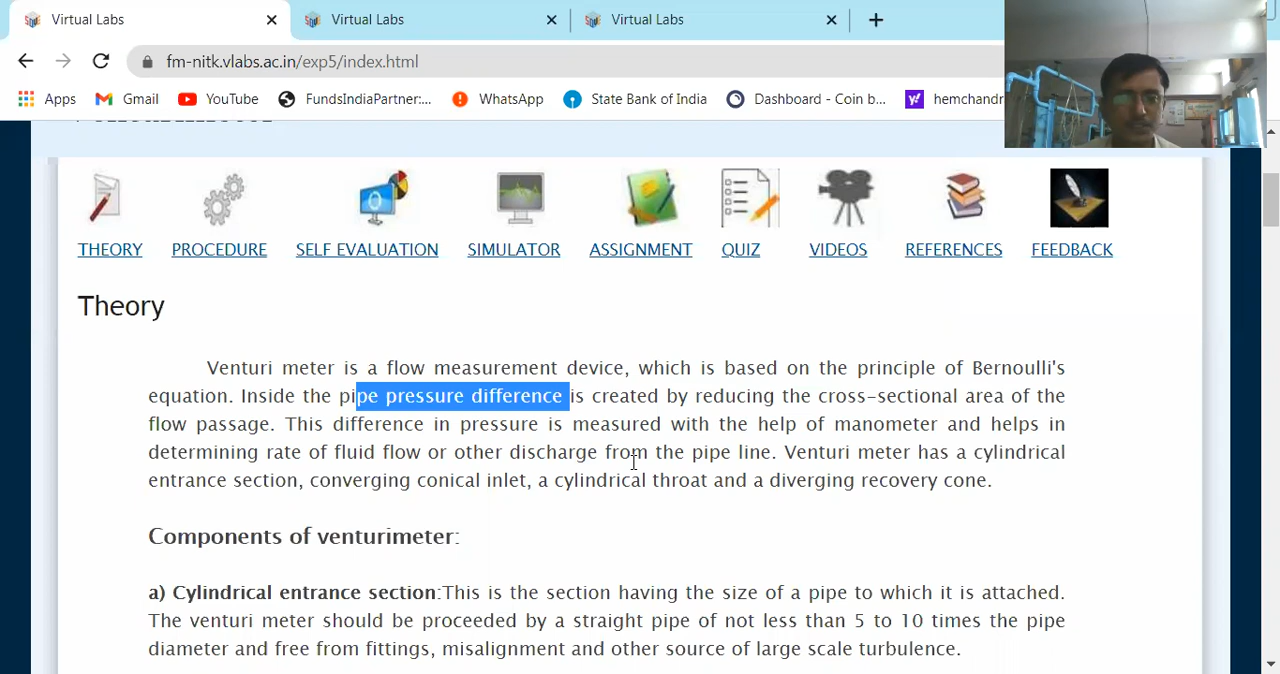 Virtual Labs
Virtual Labs
Virtual Labs
fm-nitk.vlabs.ac.in/exp5/index.html
Apps
Gmail
YouTube
FundsIndiaPartner:...
WhatsApp
State Bank of India
Dashboard - Coin b...
hemchandr
THEORY
PROCEDURE
SELF EVALUATION
SIMULATOR
ASSIGNMENT
QUIZ
VIDEOS
REFERENCES
FEEDBACK
Theory
Venturi meter is a flow measurement device, which is based on the principle of Bernoulli's
equation. Inside the pipe pressure difference is created by reducing the cross-sectional area of the
flow passage. This difference in pressure is measured with the help of manometer and helps in
determining rate of fluid flow or other discharge from the pipe line. Venturi meter has a cylindrical
entrance section, converging conical inlet, a cylindrical throat and a diverging recovery cone.
Components of venturimeter:
a) Cylindrical entrance section:This is the section having the size of a pipe to which it is attached.
The venturi meter should be proceeded by a straight pipe of not less than 5 to 10 times the pipe
diameter and free from fittings, misalignment and other source of large scale turbulence.